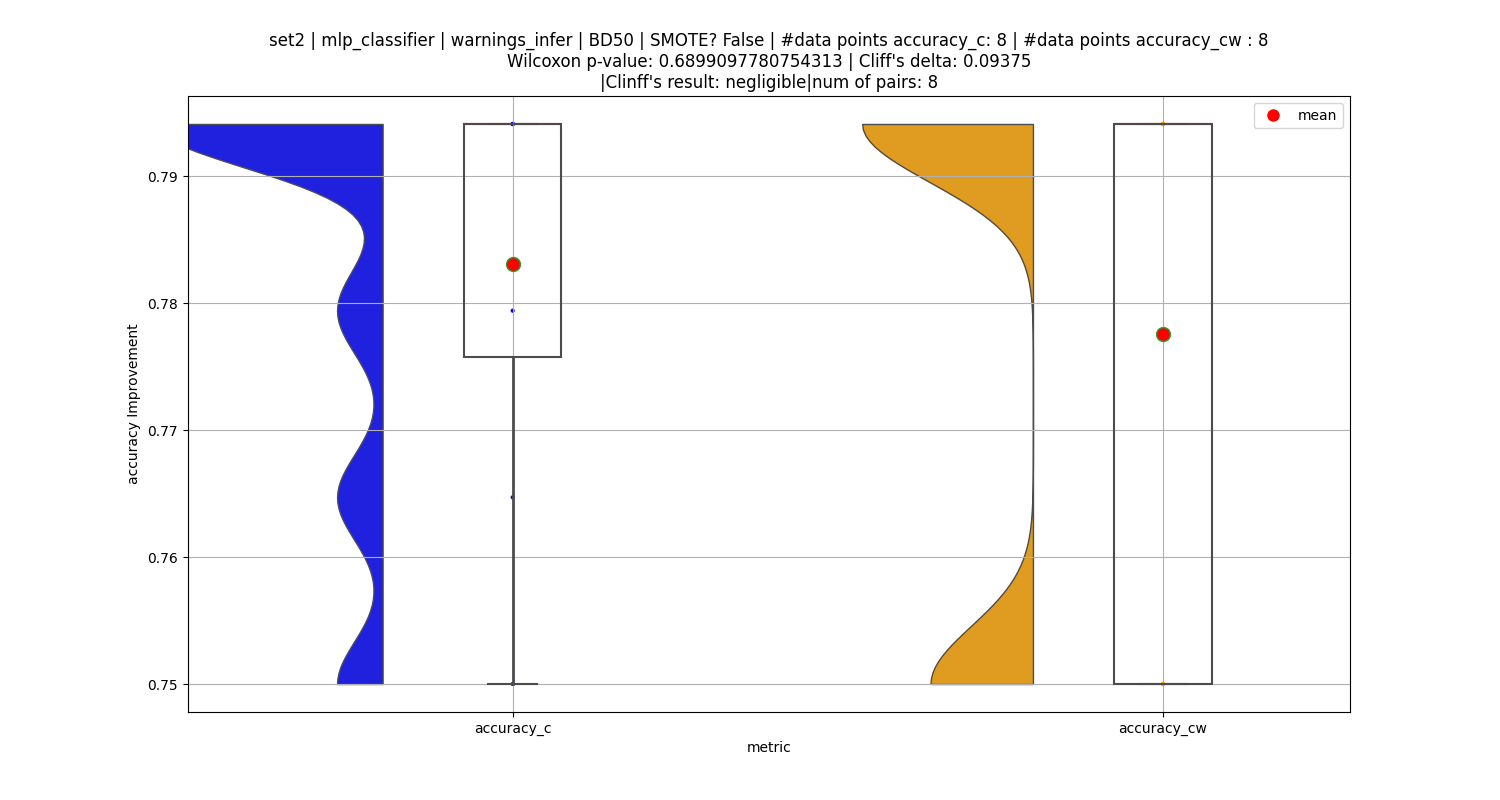 set2 | mlp_classifier | warnings_infer | BD50 | SMOTE? False | #data points accuracy_c: 8 | #data points accuracy_cw : 8
Wilcoxon p-value: 0.6899097780754313 | Cliff's delta: 0.09375
|Clinff's result: negligible|num of pairs: 8
mean
0.79
0.78
0.77
0.76
0.75
accuracy Improvement
accuracy_c
accuracy_cw
metric